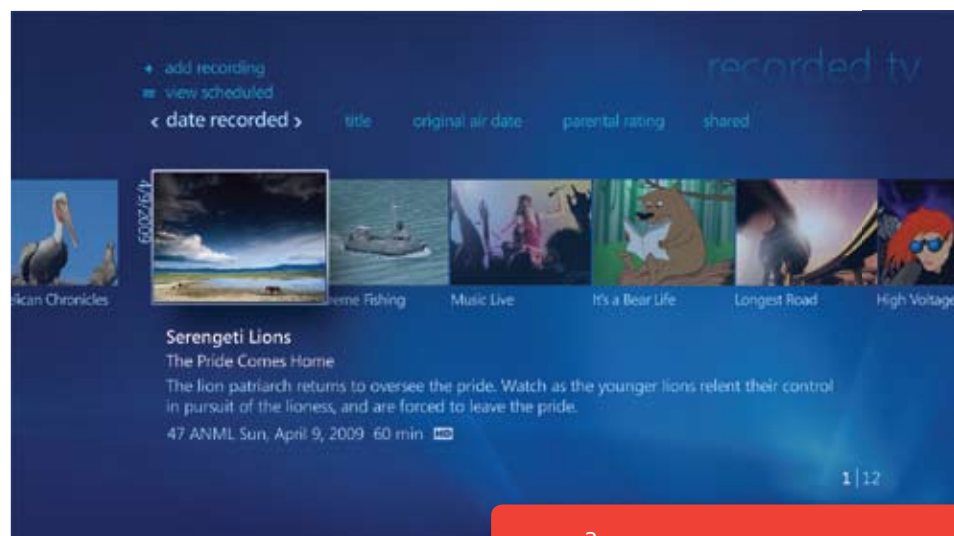 recorded tv
+ add recording
view scheduled
< date recorded > title original air date parental rating shared
4/9/2009
lican Chronicles
reme Fishing
Music Live
It's a Bear Life
Longest Road
High Voltage
Serengeti Lions
The Pride Comes Home
The lion patriarch returns to oversee the pride. Watch as the younger lions relent their control
in pursuit of the lioness, and are forced to leave the pride.
47 ANML Sun, April 9, 2009 60 min HD
1 | 12